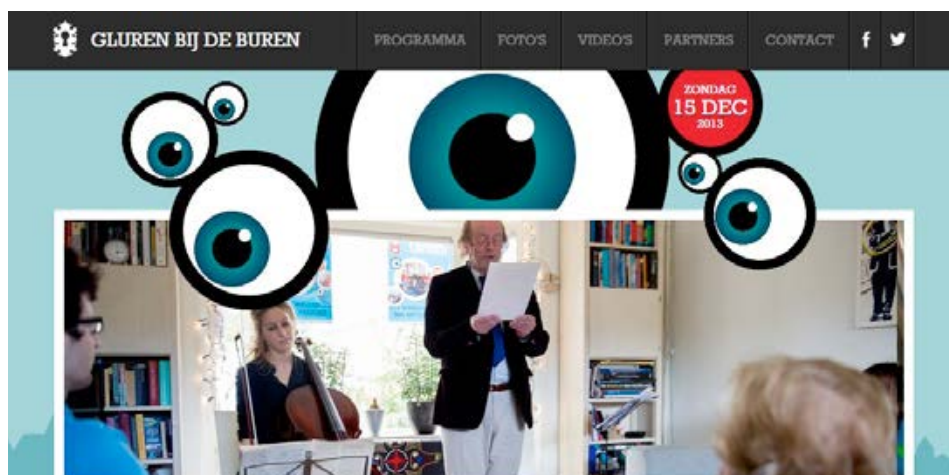 GLUREN BIJ DE BUREN
PROGRAMMA
FOTO'S
VIDEO'S
PARTNERS
CONTACT
ZONDAG
15 DEC
2013